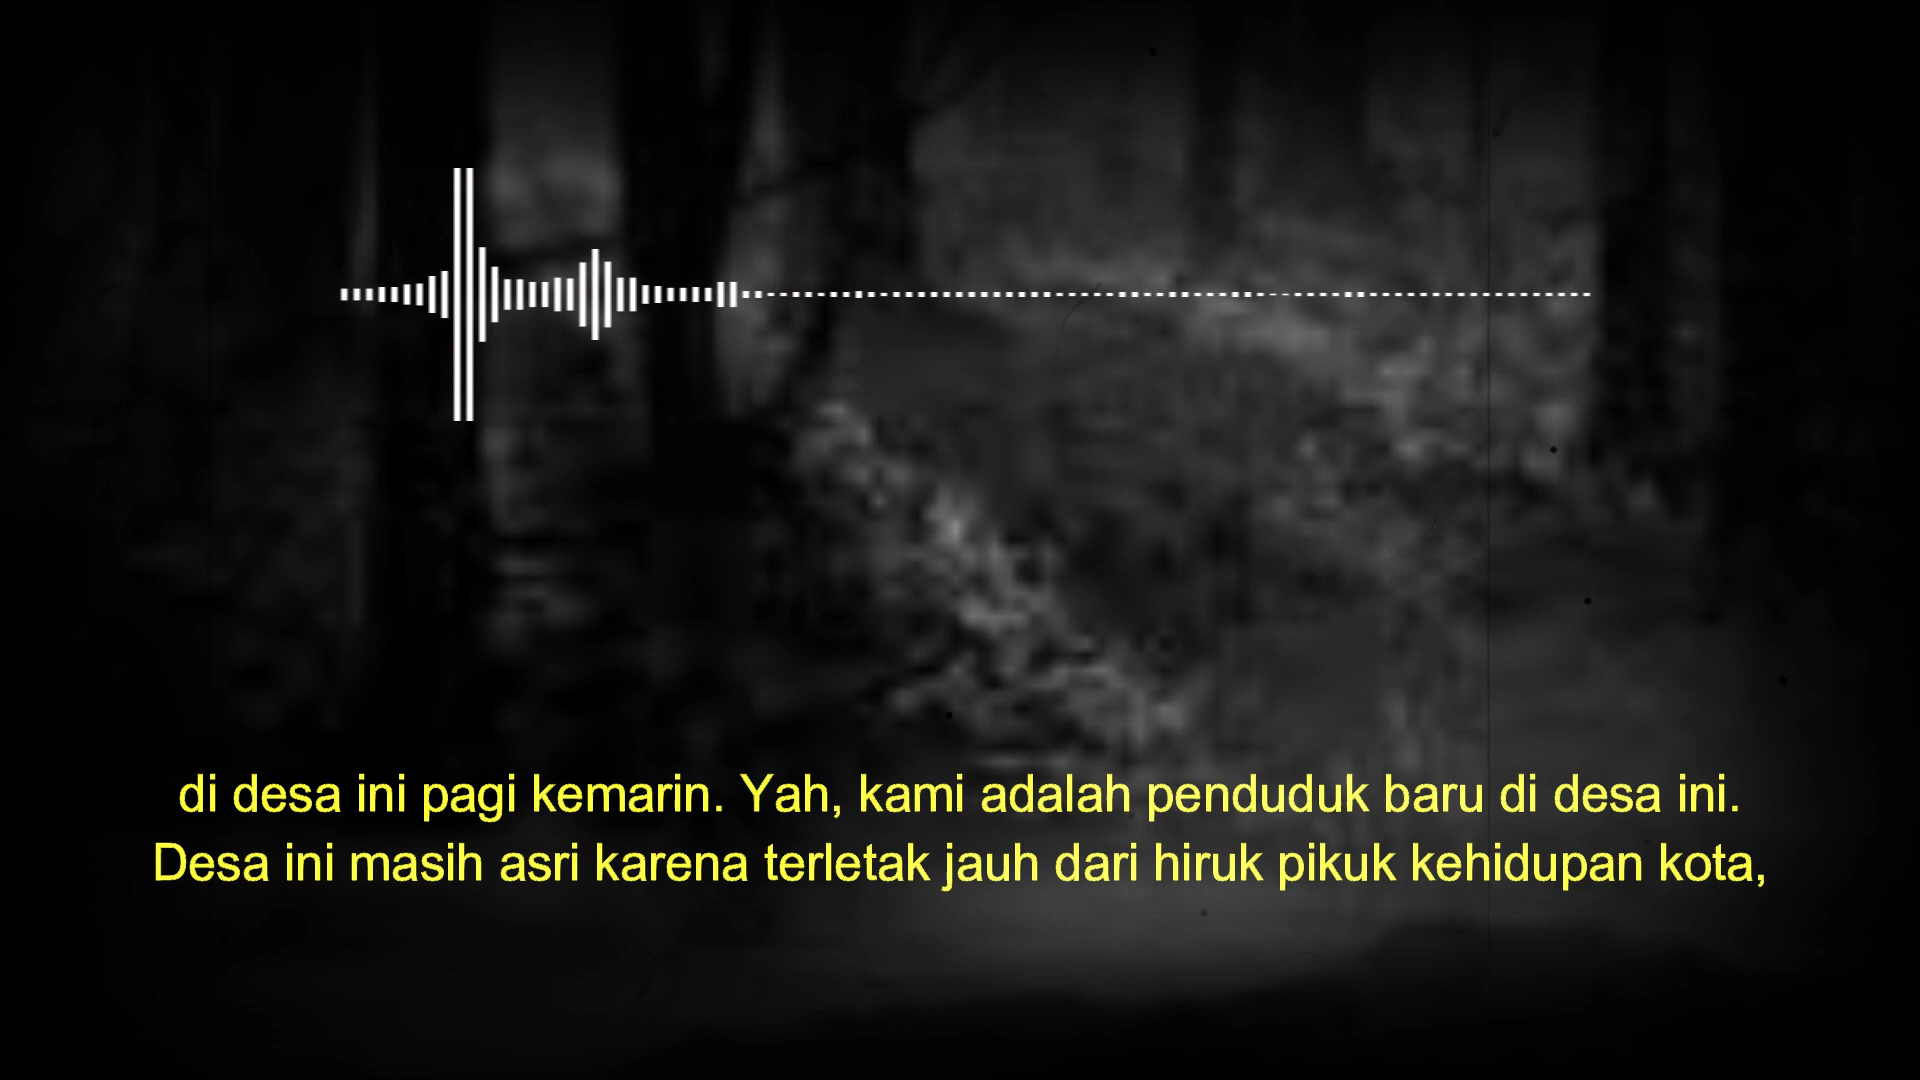 di desa ini pagi kemarin. Yah, kami adalah penduduk baru di desa ini.
Desa ini masih asri karena terletak jauh dari hiruk pikuk kehidupan kota,